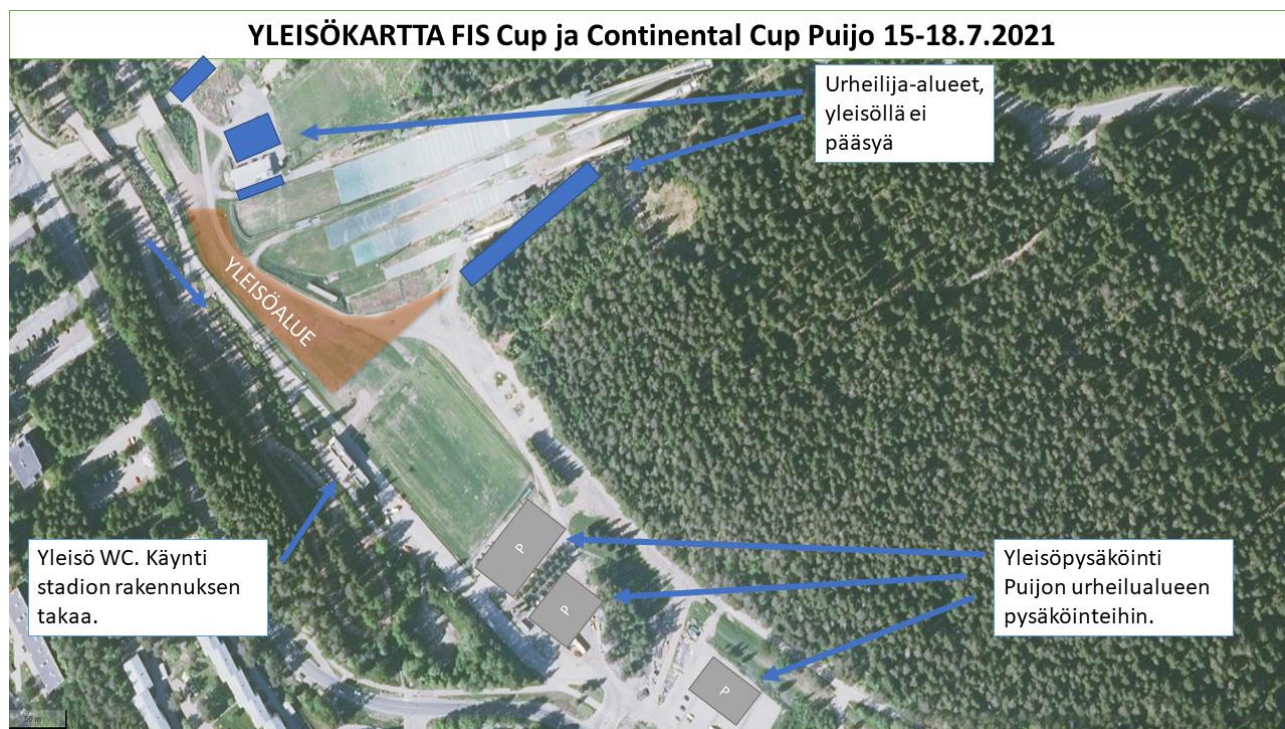 YLEISÖKARTTA FIS Cup ja Continental Cup Puijo 15-18.7.2021
Urheilija-alueet,
yleisöllä ei
pääsyä
YLEISÖALUE
Yleisö WC. Käynti
stadion rakennuksen
takaa.
P
P
P
Yleisöpysäköinti
Puijon urheilualueen
pysäköinteihin.
50 m